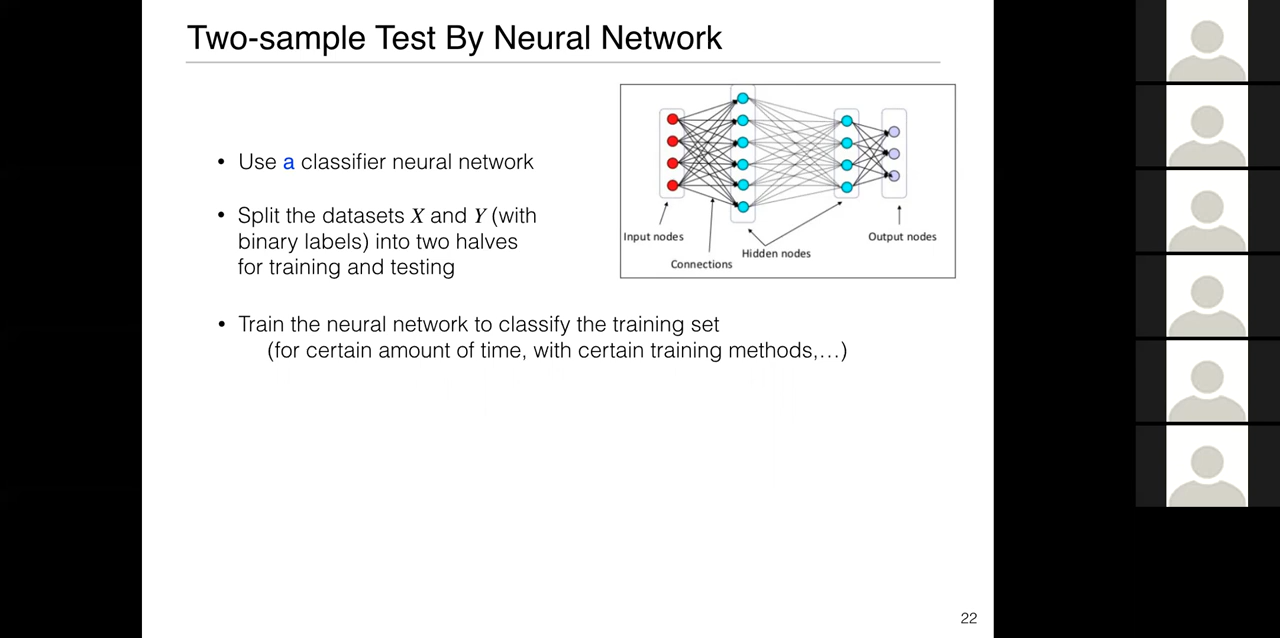 Two-sample Test By Neural Network
• Use a classifier neural network
• Split the datasets X and Y (with
binary labels) into two halves
for training and testing
• Train the neural network to classify the training set
(for certain amount of time, with certain training methods,…)
Input nodes
Connections
Hidden nodes
Output nodes
22